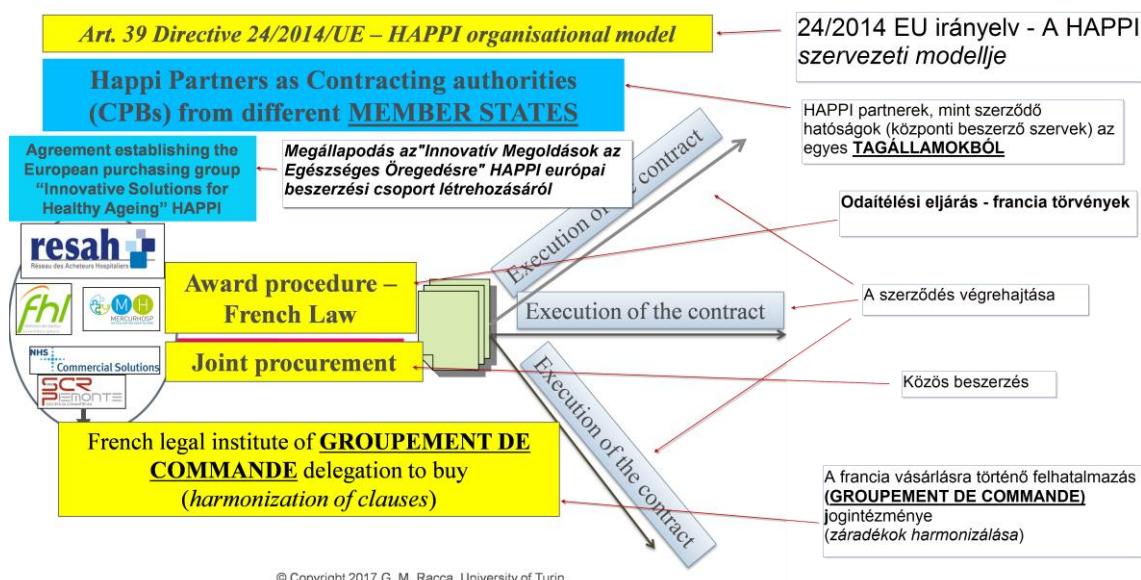 Art. 39 Directive 24/2014/UE – HAPPI organisational model
24/2014 EU irányelv - A HAPPI
szervezeti modellje
Happi Partners as Contracting authorities
(CPBs) from different MEMBER STATES
HAPPI partnerek, mint szerződő
hatóságok (központi beszerző szervek) az
egyes TAGÁLLAMOKBÓL
Agreement establishing the
European purchasing group
“Innovative Solutions for
Healthy Ageing” HAPPI
Megállapodás az"Innovatív Megoldások az
Egészséges Öregedésre" HAPPI európai
beszerzési csoport létrehozásáról
Execution of the contract
Odaítélési eljárás - francia törvények
resah
Réseau des Acheteurs Hospitaliers
fhl
MH
MERCURHOSP
NHS
Commercial Solutions
SCR
PIEMONTE
Award procedure –
French Law
Joint procurement
Execution of the contract
A szerződés végrehajtása
Execution of the contract
Közös beszerzés
French legal institute of GROUPEMENT DE
COMMANDE delegation to buy
(harmonization of clauses)
A francia vásárlásra történő felhatalmazás
(GROUPEMENT DE COMMANDE)
jogintézménye
(záradékok harmonizálása)
© Copyright 2017 G. M. Racca, University of Turin